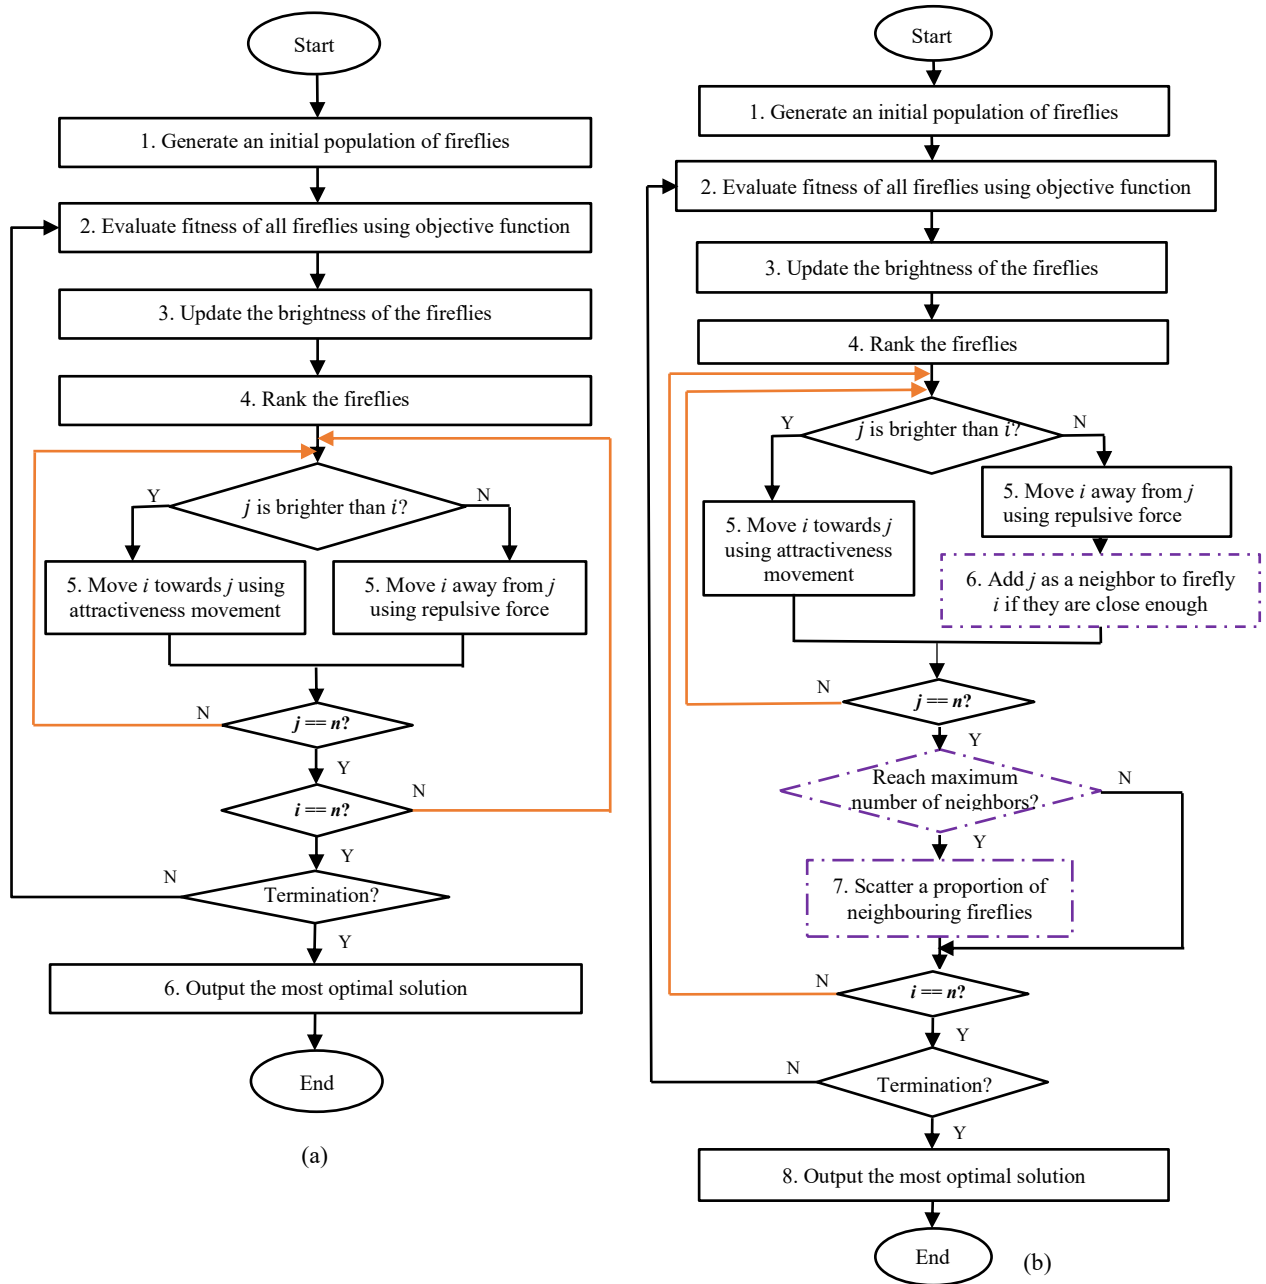 Start
1. Generate an initial population of fireflies
2. Evaluate fitness of all fireflies using objective function
3. Update the brightness of the fireflies
4. Rank the fireflies
Y
j is brighter than i?
N
5. Move i towards j using
attractiveness movement
5. Move i away from j
using repulsive force
N
j == n?
Y
N
i == n?
Y
N
Termination?
Y
6. Output the most optimal solution
End
(a)
Start
1. Generate an initial population of fireflies
2. Evaluate fitness of all fireflies using objective function
3. Update the brightness of the fireflies
4. Rank the fireflies
Y
j is brighter than i?
N
5. Move i towards j
using attractiveness
movement
5. Move i away from j
using repulsive force
6. Add j as a neighbor to firefly
i if they are close enough
N
j == n?
Y
Reach maximum
number of neighbors?
N
Y
7. Scatter a proportion of
neighbouring fireflies
N
i == n?
Y
N
Termination?
Y
8. Output the most optimal solution
End
(b)